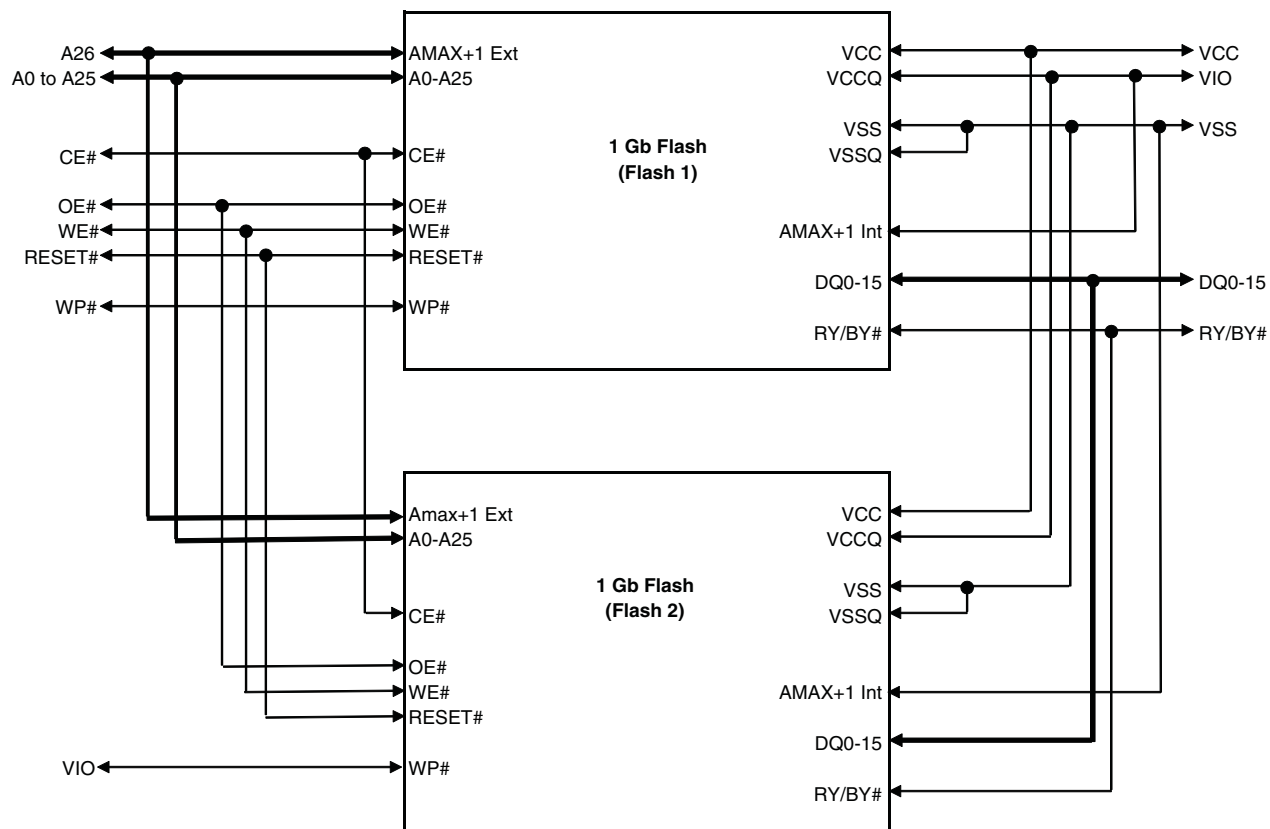 A26
AMAX+1 Ext
VCC
VCC
A0 to A25
A0-A25
VCCQ
VIO
VSS
VSS
1 Gb Flash
(Flash 1)
CE#
CE#
VSSQ
OE#
OE#
WE#
WE#
AMAX+1 Int
RESET#
RESET#
DQ0-15
DQ0-15
WP#
WP#
RY/BY#
RY/BY#
Amax+1 Ext
VCC
A0-A25
VCCQ
1 Gb Flash
(Flash 2)
VSS
CE#
VSSQ
OE#
WE#
AMAX+1 Int
RESET#
DQ0-15
VIO
WP#
RY/BY#